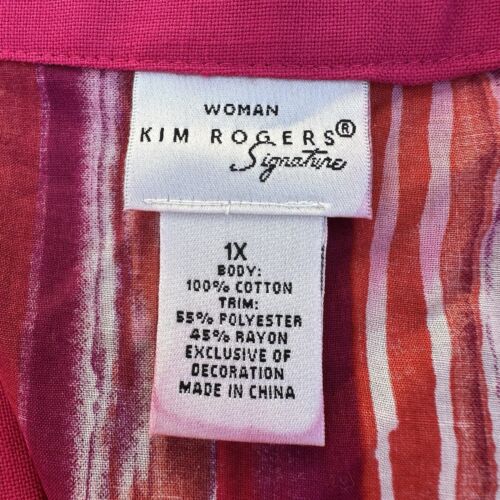 WOMAN
KIM ROGERS®
Signature
1X
BODY:
100% COTTON
TRIM:
55% POLYESTER
45% RAYON
EXCLUSIVE OF
DECORATION
MADE IN CHINA